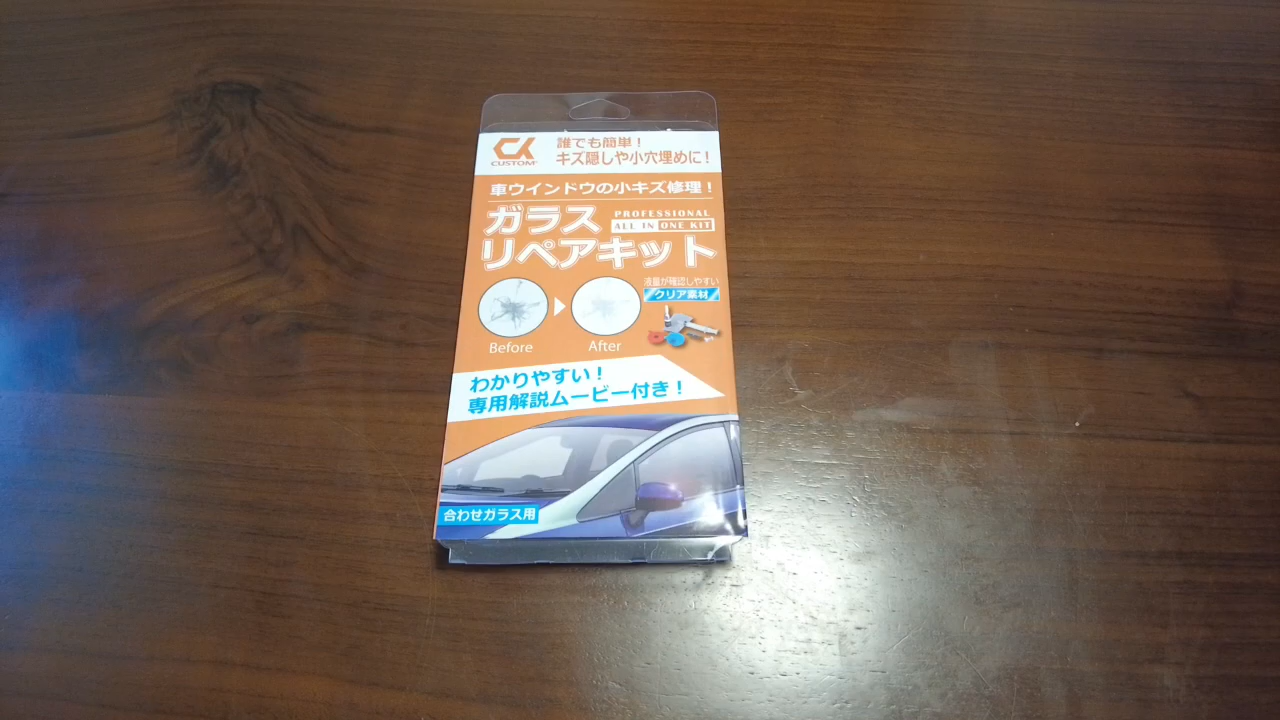 CUSTOM
誰でも簡単！
キズ隠しや小穴埋めに！
車ウインドウの小キズ修理！
ガラス
リペアキット
PROFESSIONAL
ALL IN ONE KIT
液量が確認しやすい
クリア素材
Before
After
わかりやすい！
専用解説ムービー付き！
合わせガラス用